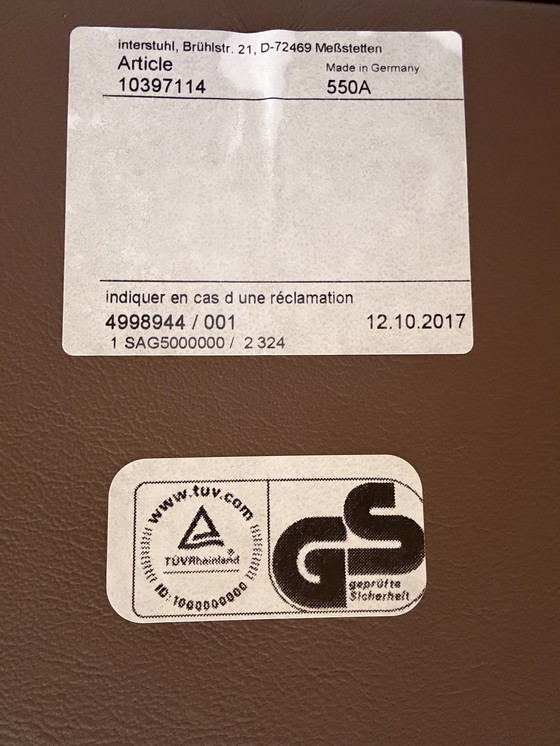 interstuhl, Brühlstr. 21, D-72469 Meßstetten
Article
Made in Germany
10397114
550A
indiquer en cas d une réclamation
4998944 / 001
12.10.2017
1 SAG5000000 / 2 324
www.tuv.com
TÜVRheinland
®
ID: 1000000000
GS
geprüfte
Sicherheit